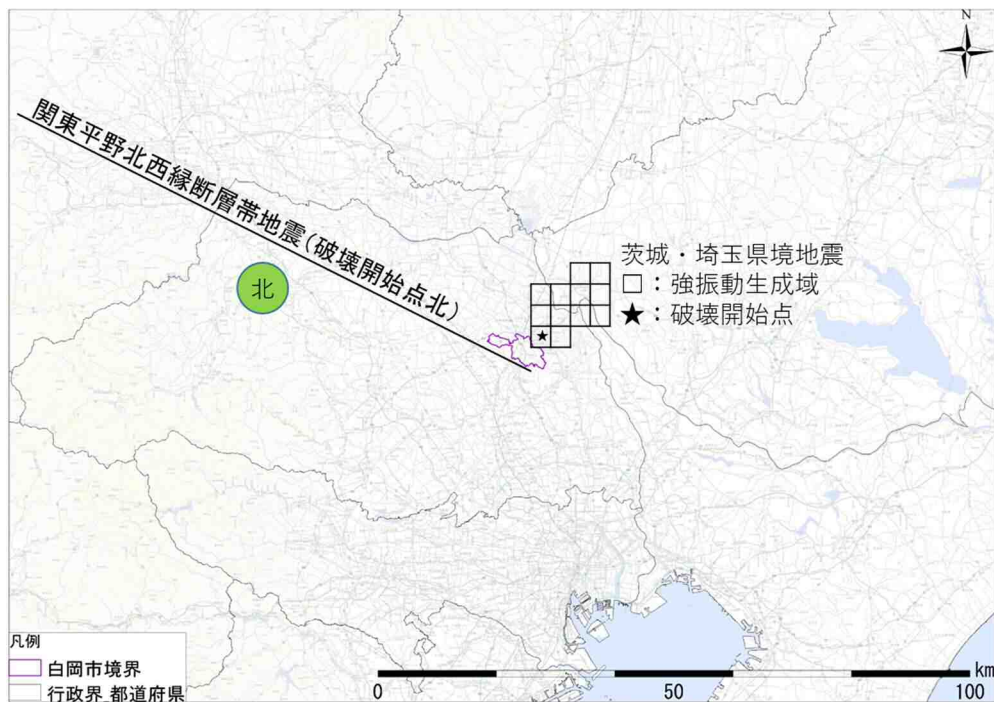 N
関東平野北西縁断層帯地震(破壊開始点北)
北
茨城・埼玉県境地震
□:強振動生成域
★:破壊開始点
凡例
白岡市境界
行政界_都道府県
km
0 50 100